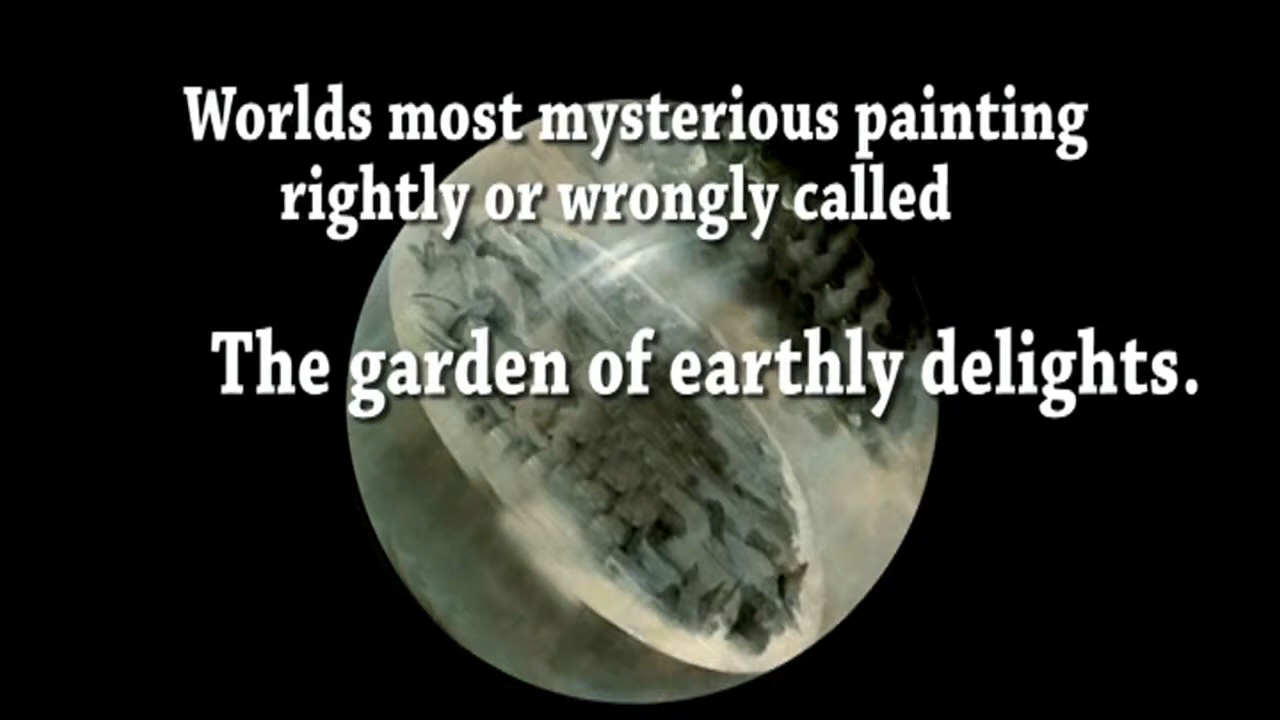 Worlds most mysterious painting
rightly or wrongly called
The garden of earthly delights.